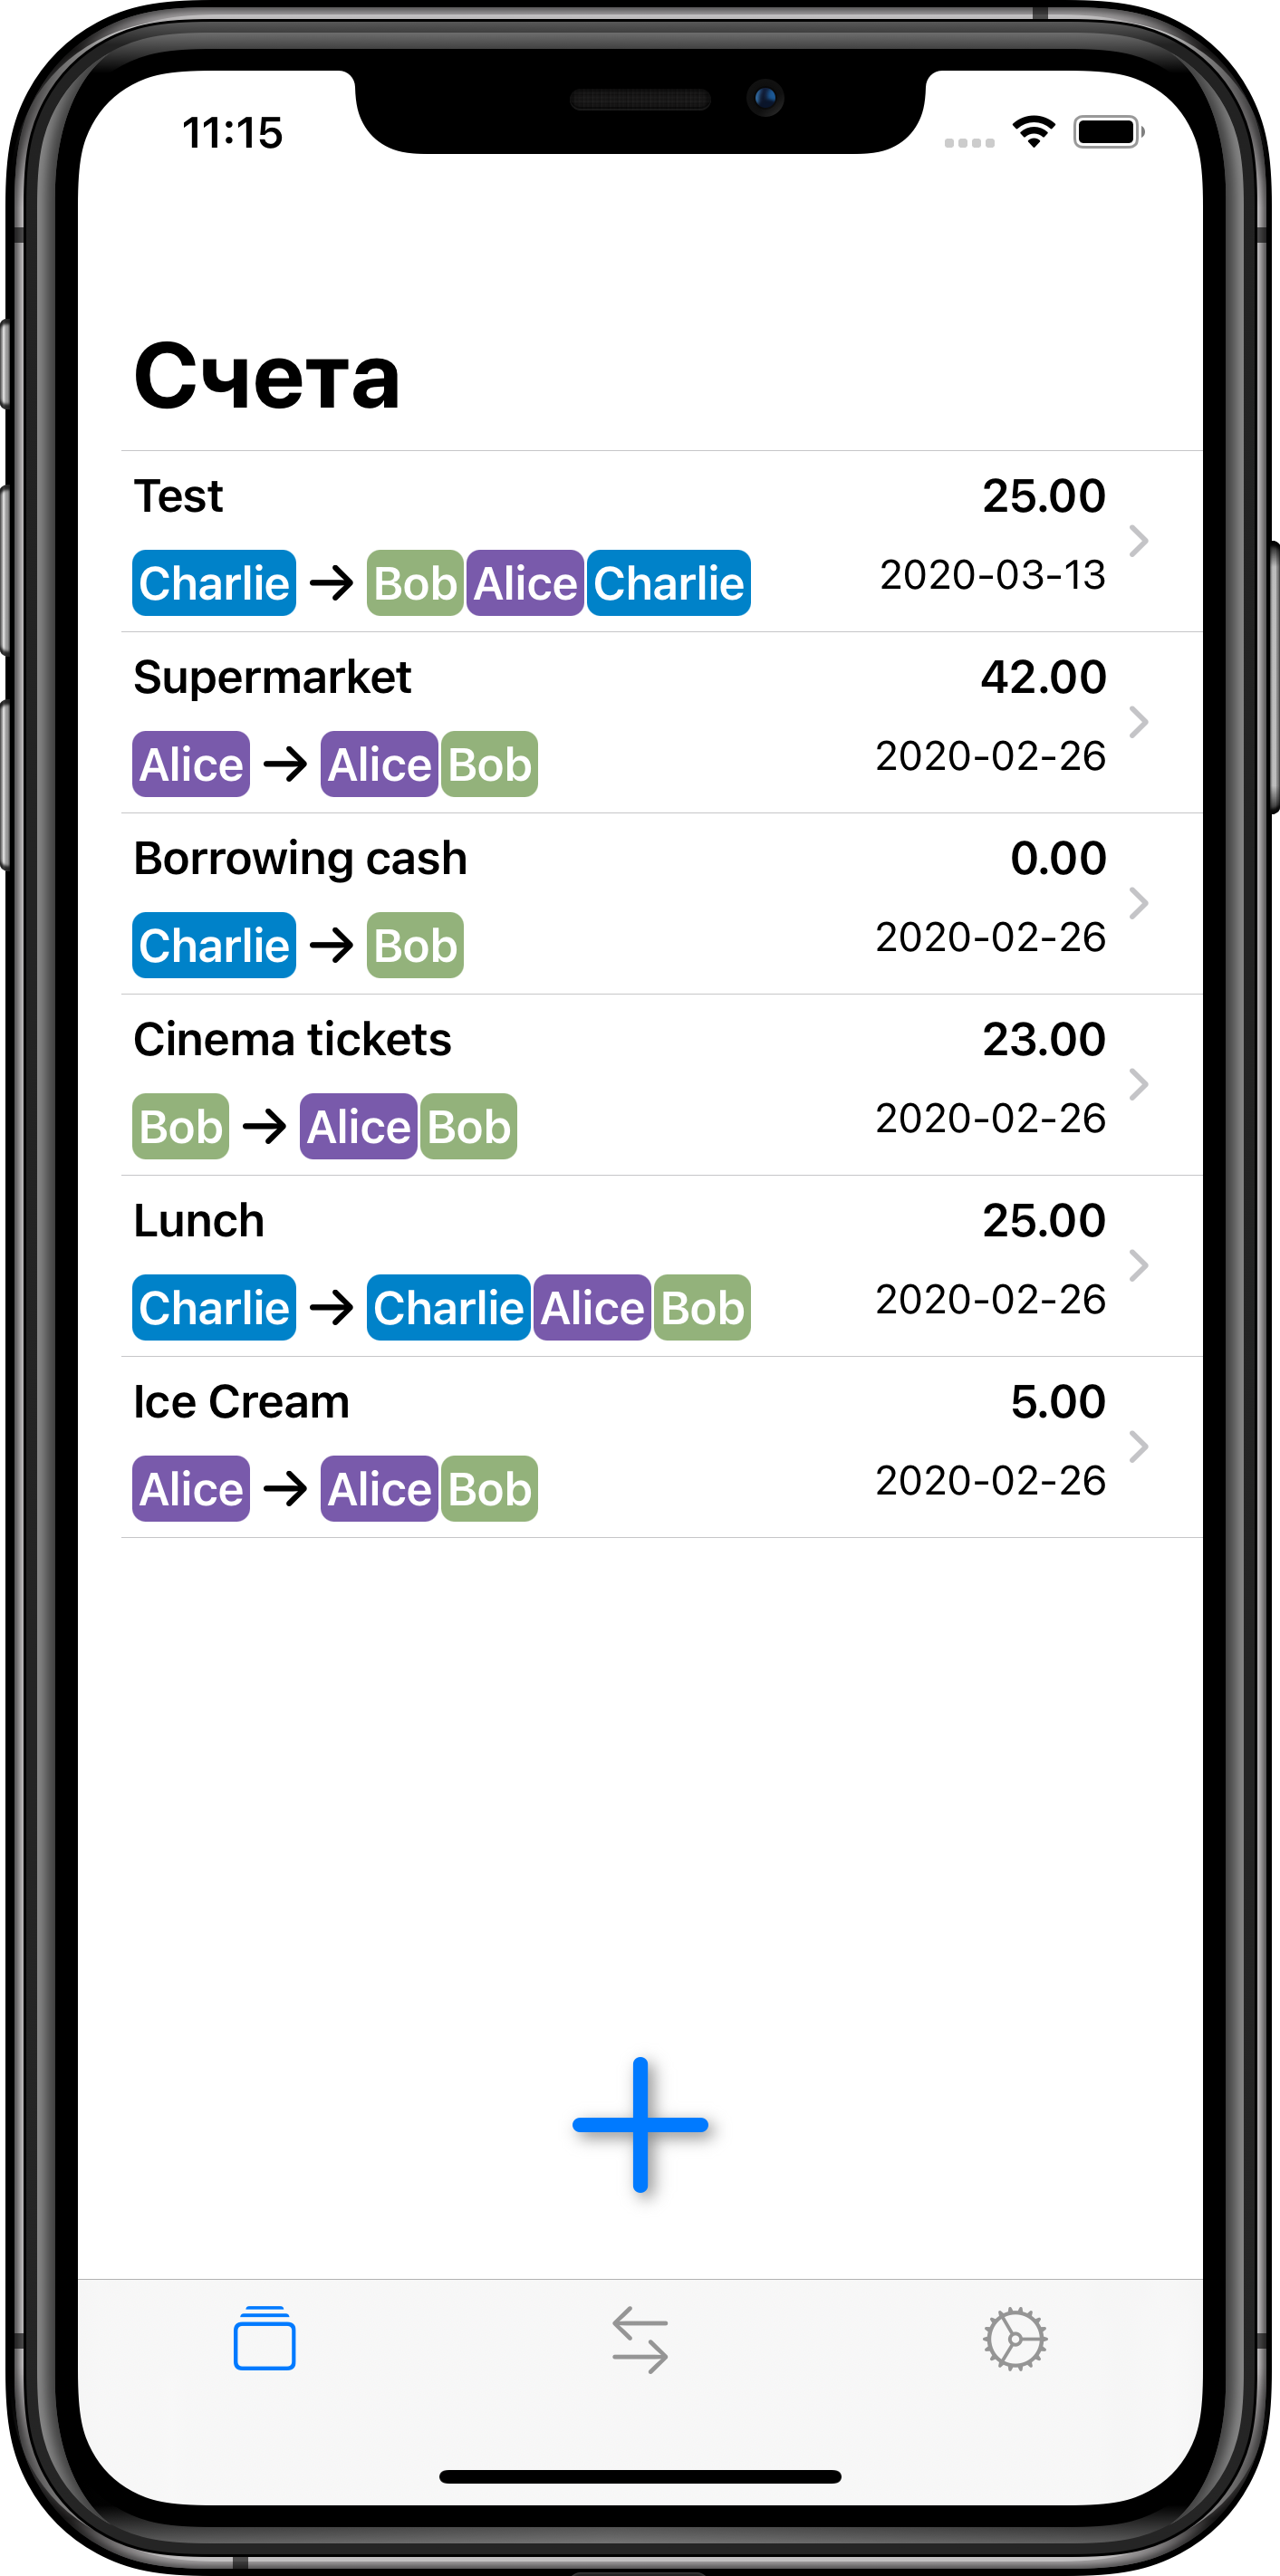 11:15
Счета
Test 25.00
Charlie → Bob Alice Charlie 2020-03-13
Supermarket 42.00
Alice → Alice Bob 2020-02-26
Borrowing cash 0.00
Charlie → Bob 2020-02-26
Cinema tickets 23.00
Bob → Alice Bob 2020-02-26
Lunch 25.00
Charlie → Charlie Alice Bob 2020-02-26
Ice Cream 5.00
Alice → Alice Bob 2020-02-26